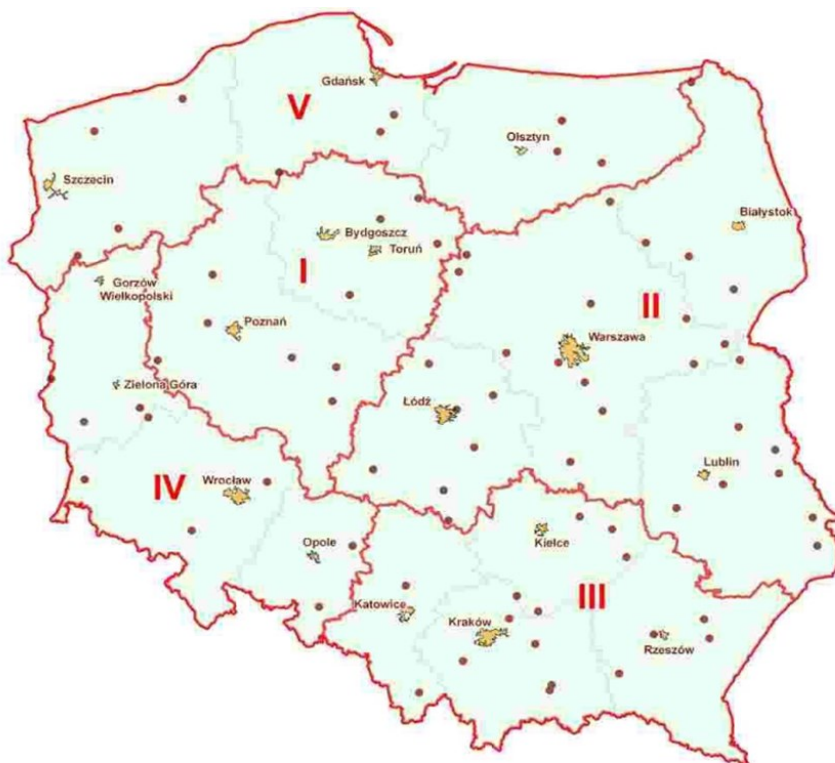 Gdańsk
V
Olsztyn
Szczecin
Białystok
Bydgoszcz
Toruń
Gorzów
Wielkopolski
I
II
Poznań
Warszawa
Zielona Góra
Łódź
Lublin
IV
Wrocław
Opole
Kielce
Katowice
III
Kraków
Rzeszów